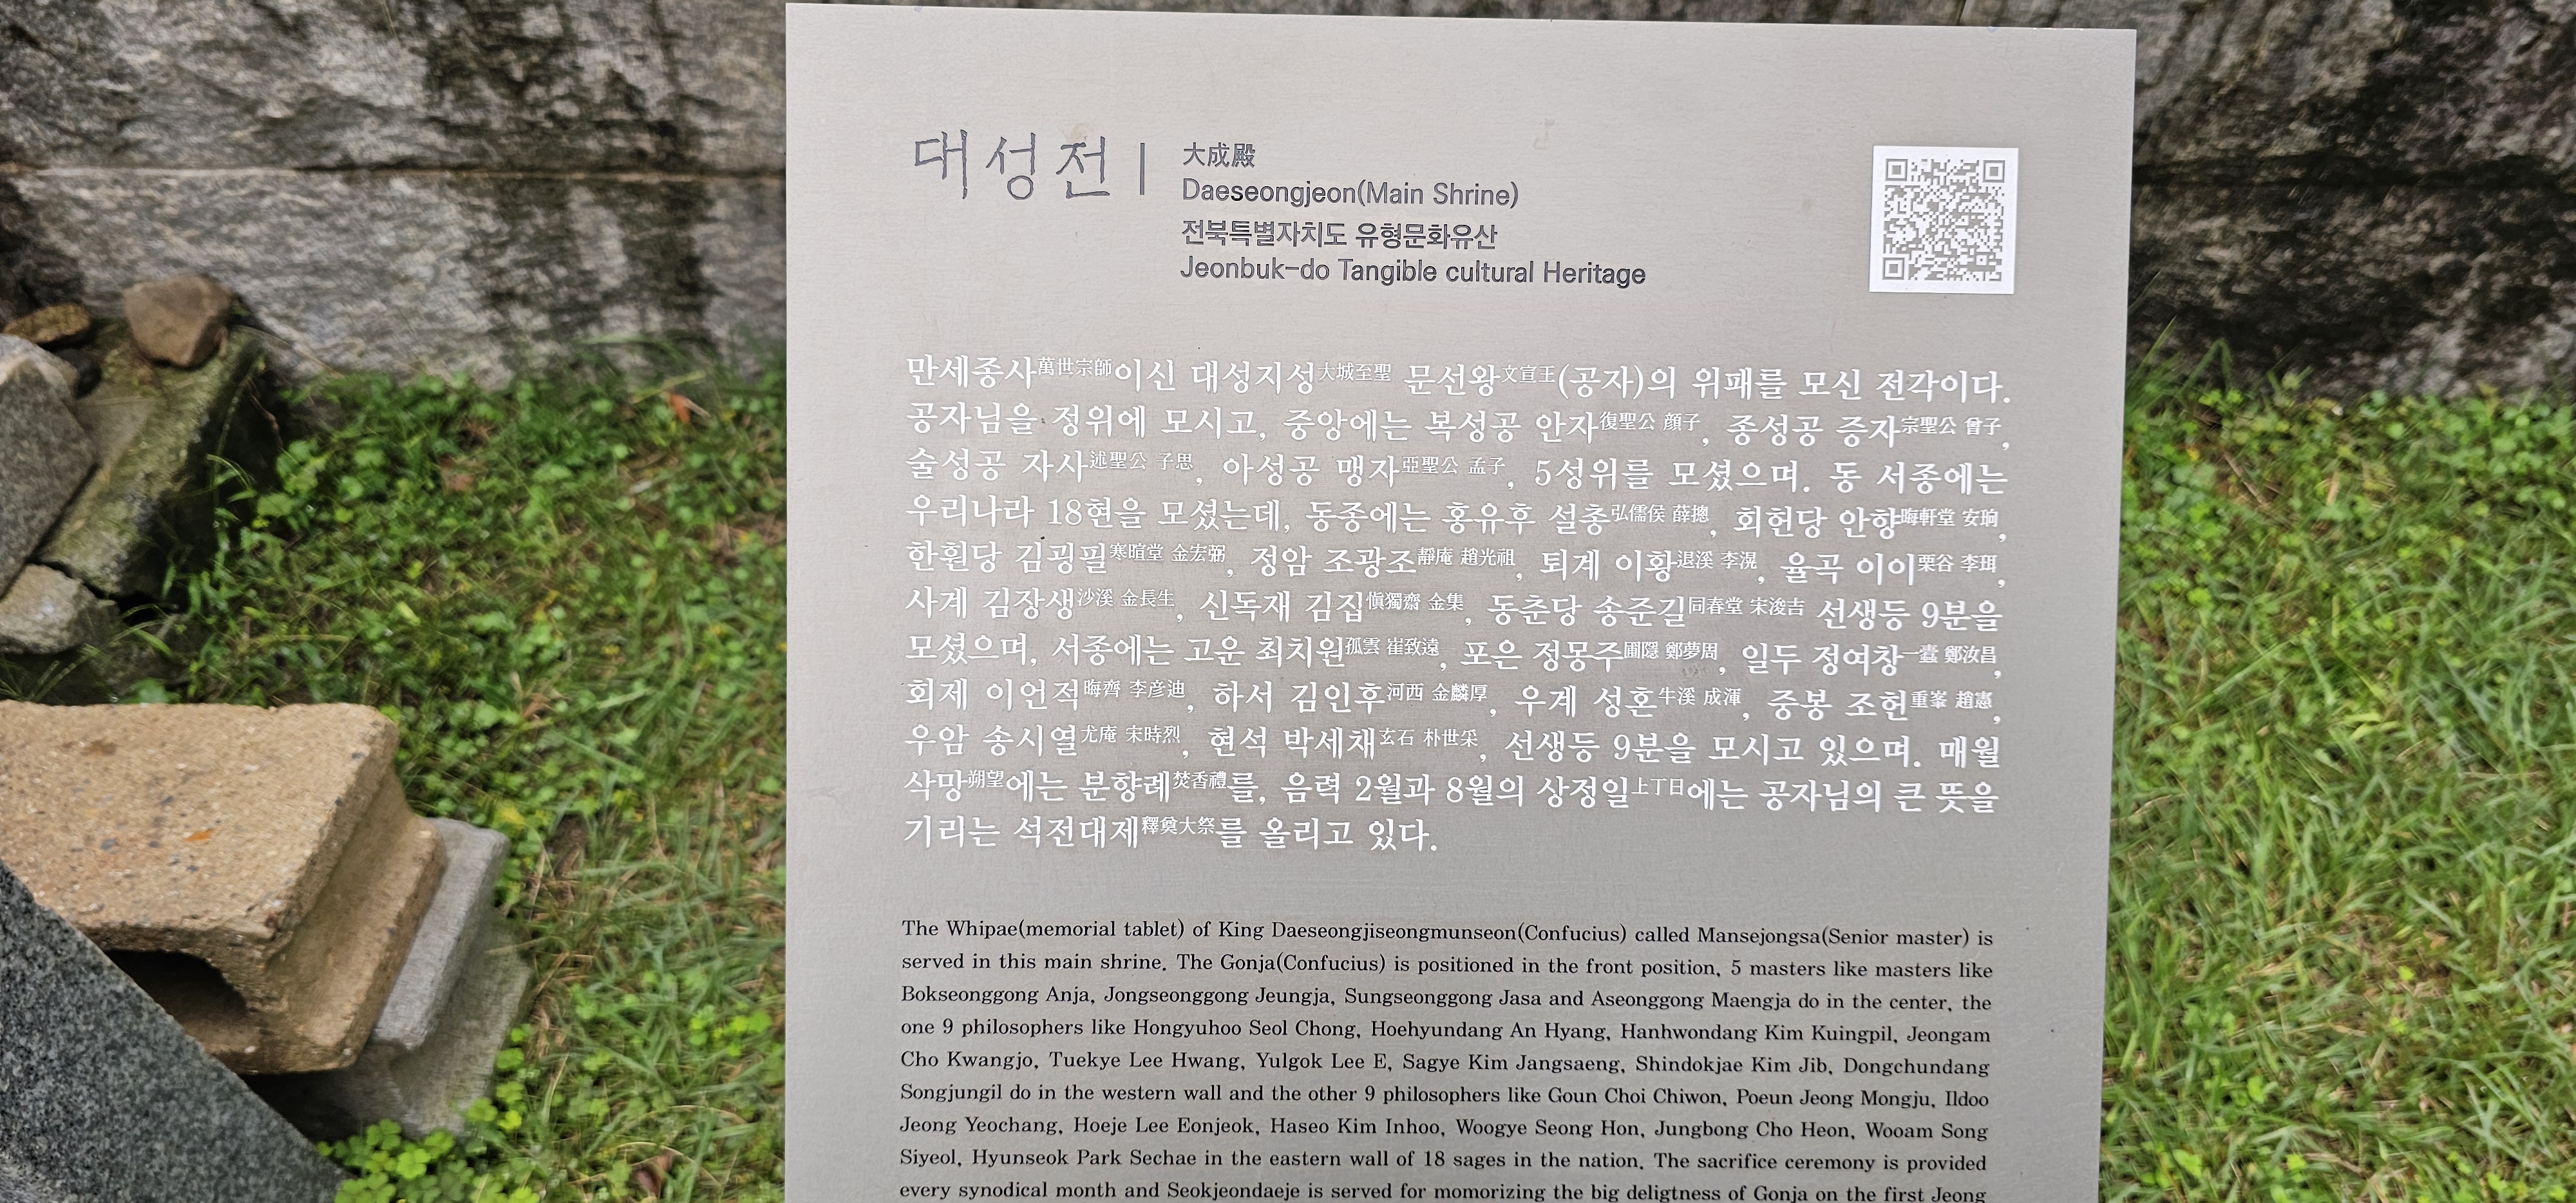 대성전
大成殿
Daeseongjeon(Main Shrine)
전북특별자치도 유형문화유산
Jeonbuk-do Tangible cultural Heritage
만세종사萬世宗師이신 대성지성大城至聖 문선왕文宣王(공자)의 위패를 모신 전각이다.
공자님을 정위에 모시고, 중앙에는 복성공 안자復聖公 顔子, 종성공 증자宗聖公 曾子,
술성공 자사述聖公 子思, 아성공 맹자亞聖公 孟子, 5성위를 모셨으며. 동 서종에는
우리나라 18현을 모셨는데, 동종에는 홍유후 설총弘儒侯 薛摠, 회헌당 안향晦軒堂 安珦,
한훤당 김굉필寒暄堂 金宏弼, 정암 조광조靜庵 趙光祖, 퇴계 이황退溪 李滉, 율곡 이이栗谷 李珥,
사계 김장생沙溪 金長生, 신독재 김집愼獨齋 金集, 동춘당 송준길同春堂 宋浚吉 선생등 9분을
모셨으며, 서종에는 고운 최치원孤雲 崔致遠, 포은 정몽주圃隱 鄭夢周, 일두 정여창一蠹 鄭汝昌,
회제 이언적晦齊 李彦迪, 하서 김인후河西 金麟厚, 우계 성혼牛溪 成渾, 중봉 조헌重峯 趙憲,
우암 송시열尤庵 宋時烈, 현석 박세채玄石 朴世采, 선생등 9분을 모시고 있으며. 매월
삭망朔望에는 분향례焚香禮를, 음력 2월과 8월의 상정일上丁日에는 공자님의 큰 뜻을
기리는 석전대제釋奠大祭를 올리고 있다.
The Whipae(memorial tablet) of King Daeseongjiseongmunseon(Confucius) called Mansejongsa(Senior master) is
served in this main shrine. The Gonja(Confucius) is positioned in the front position, 5 masters like masters like
Bokseonggong Anja, Jongseonggong Jeungja, Sungseonggong Jasa and Aseonggong Maengja do in the center, the
one 9 philosophers like Hongyuhoo Seol Chong, Hoehyundang An Hyang, Hanhwondang Kim Kuingpil, Jeongam
Cho Kwangjo, Tuekye Lee Hwang, Yulgok Lee E, Sagye Kim Jangsaeng, Shindokjae Kim Jib, Dongchundang
Songjungil do in the western wall and the other 9 philosophers like Goun Choi Chiwon, Poeun Jeong Mongju, Ildoo
Jeong Yeochang, Hoeje Lee Eonjeok, Haseo Kim Inhoo, Woogye Seong Hon, Jungbong Cho Heon, Wooam Song
Siyeol, Hyunseok Park Sechae in the eastern wall of 18 sages in the nation. The sacrifice ceremony is provided
every synodical month and Seokjeondaeje is served for momorizing the big deligtness of Gonja on the first Jeong